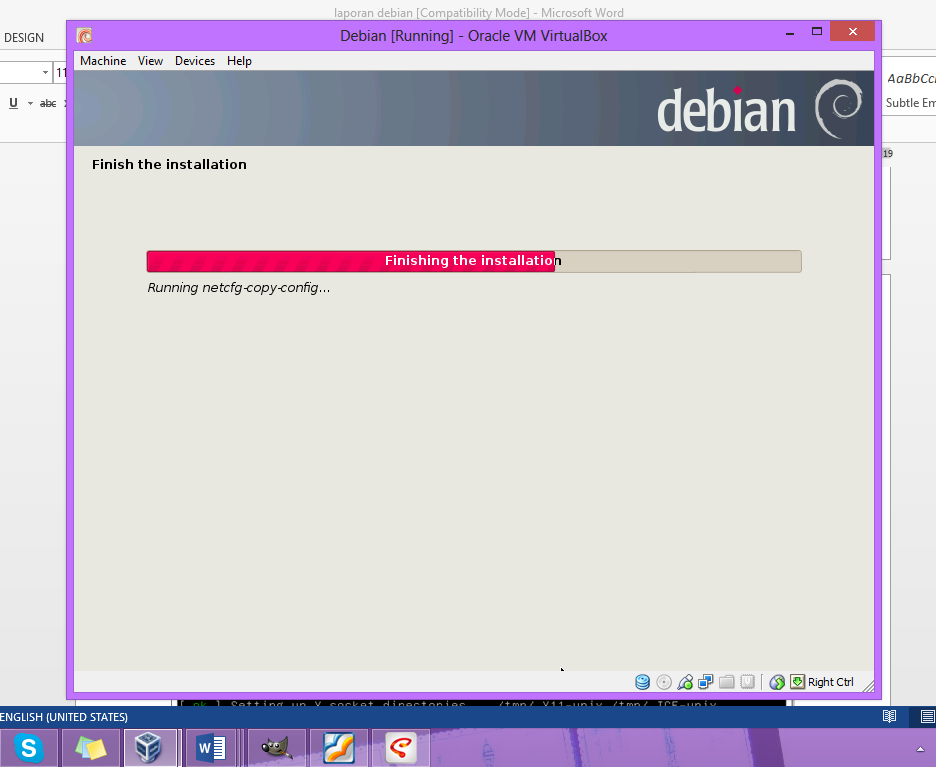 laporan debian [Compatibility Mode] - Microsoft Word
DESIGN
Debian [Running] - Oracle VM VirtualBox
Machine View Devices Help
11
AaBbCc
U abc
Subtle Em
debian
19
Finish the installation
Finishing the installation
Running netcfg-copy-config...
Right Ctrl
[ ok ] Setting up X socket directories... /tmp/.X11-unix /tmp/.ICE-unix
ENGLISH (UNITED STATES)
S
W